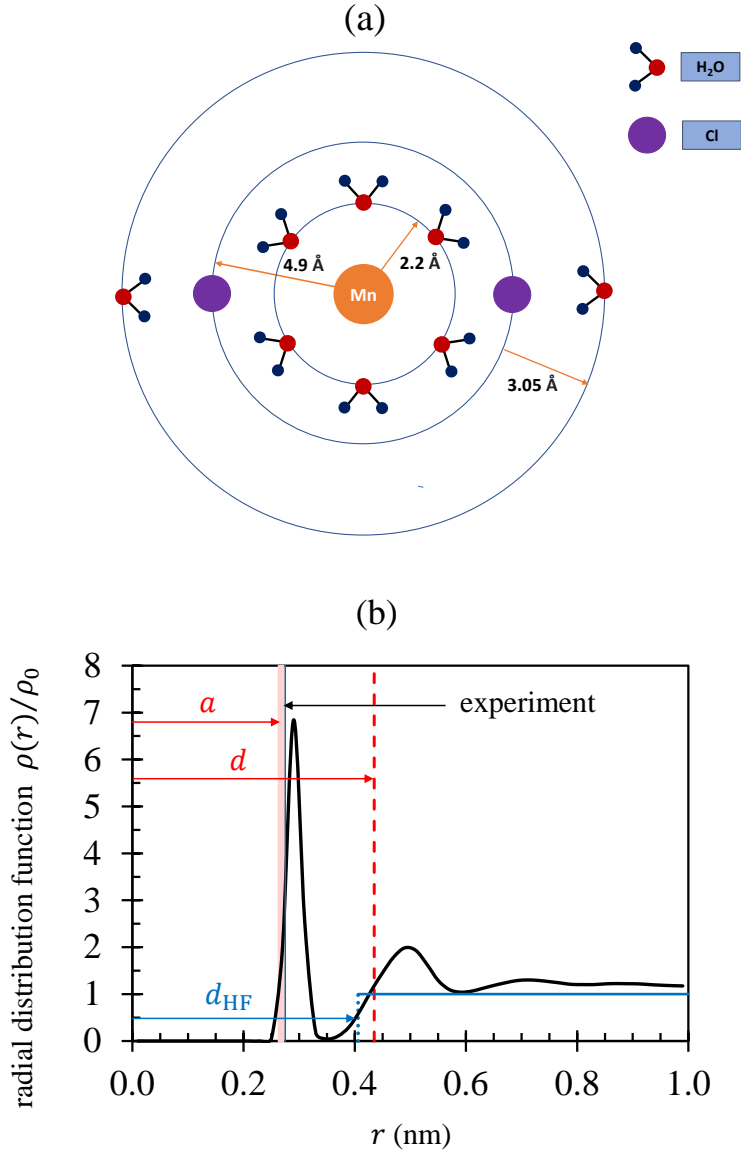 (a)
H₂O
Cl
4.9 Å
2.2 Å
Mn
3.05 Å
(b)
radial distribution function ρ(r)/ρ₀
8
7
6
5
4
3
2
1
0
a
experiment
d
d_HF
0.0 0.2 0.4 0.6 0.8 1.0
r (nm)